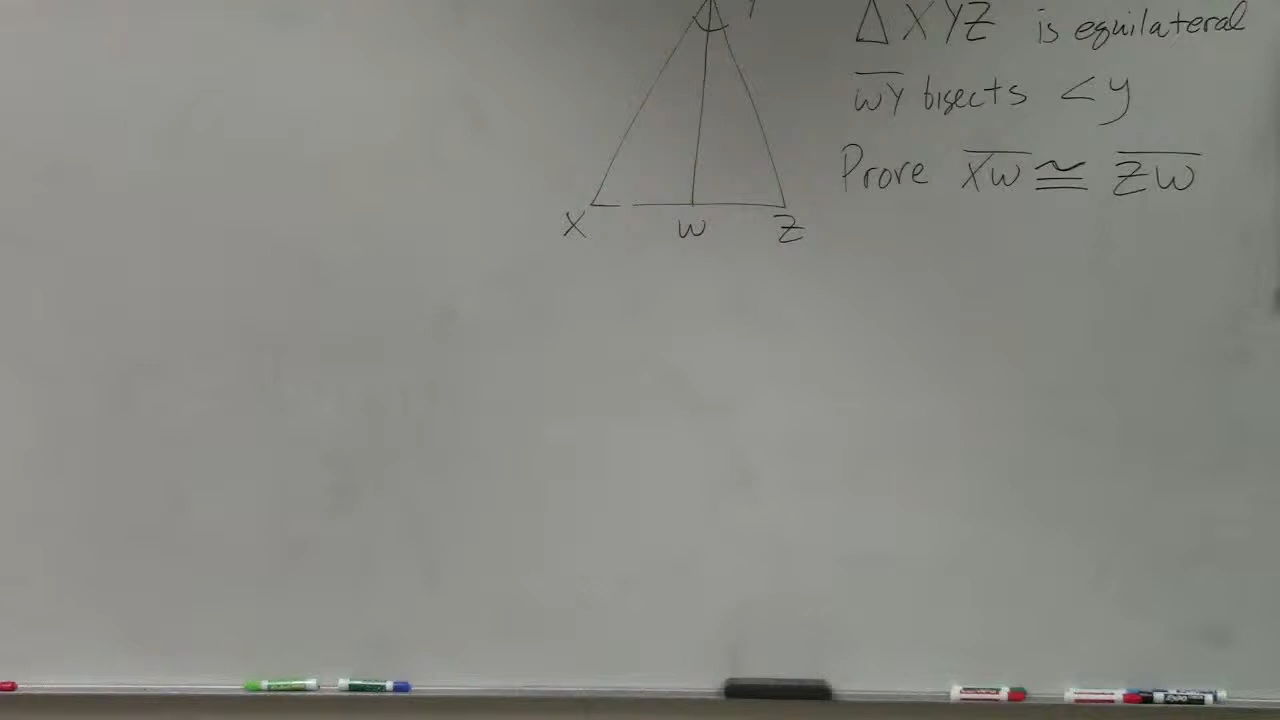 Δ XYZ is equilateral
WY bisects <y
Prove XW ≅ ZW
X W Z